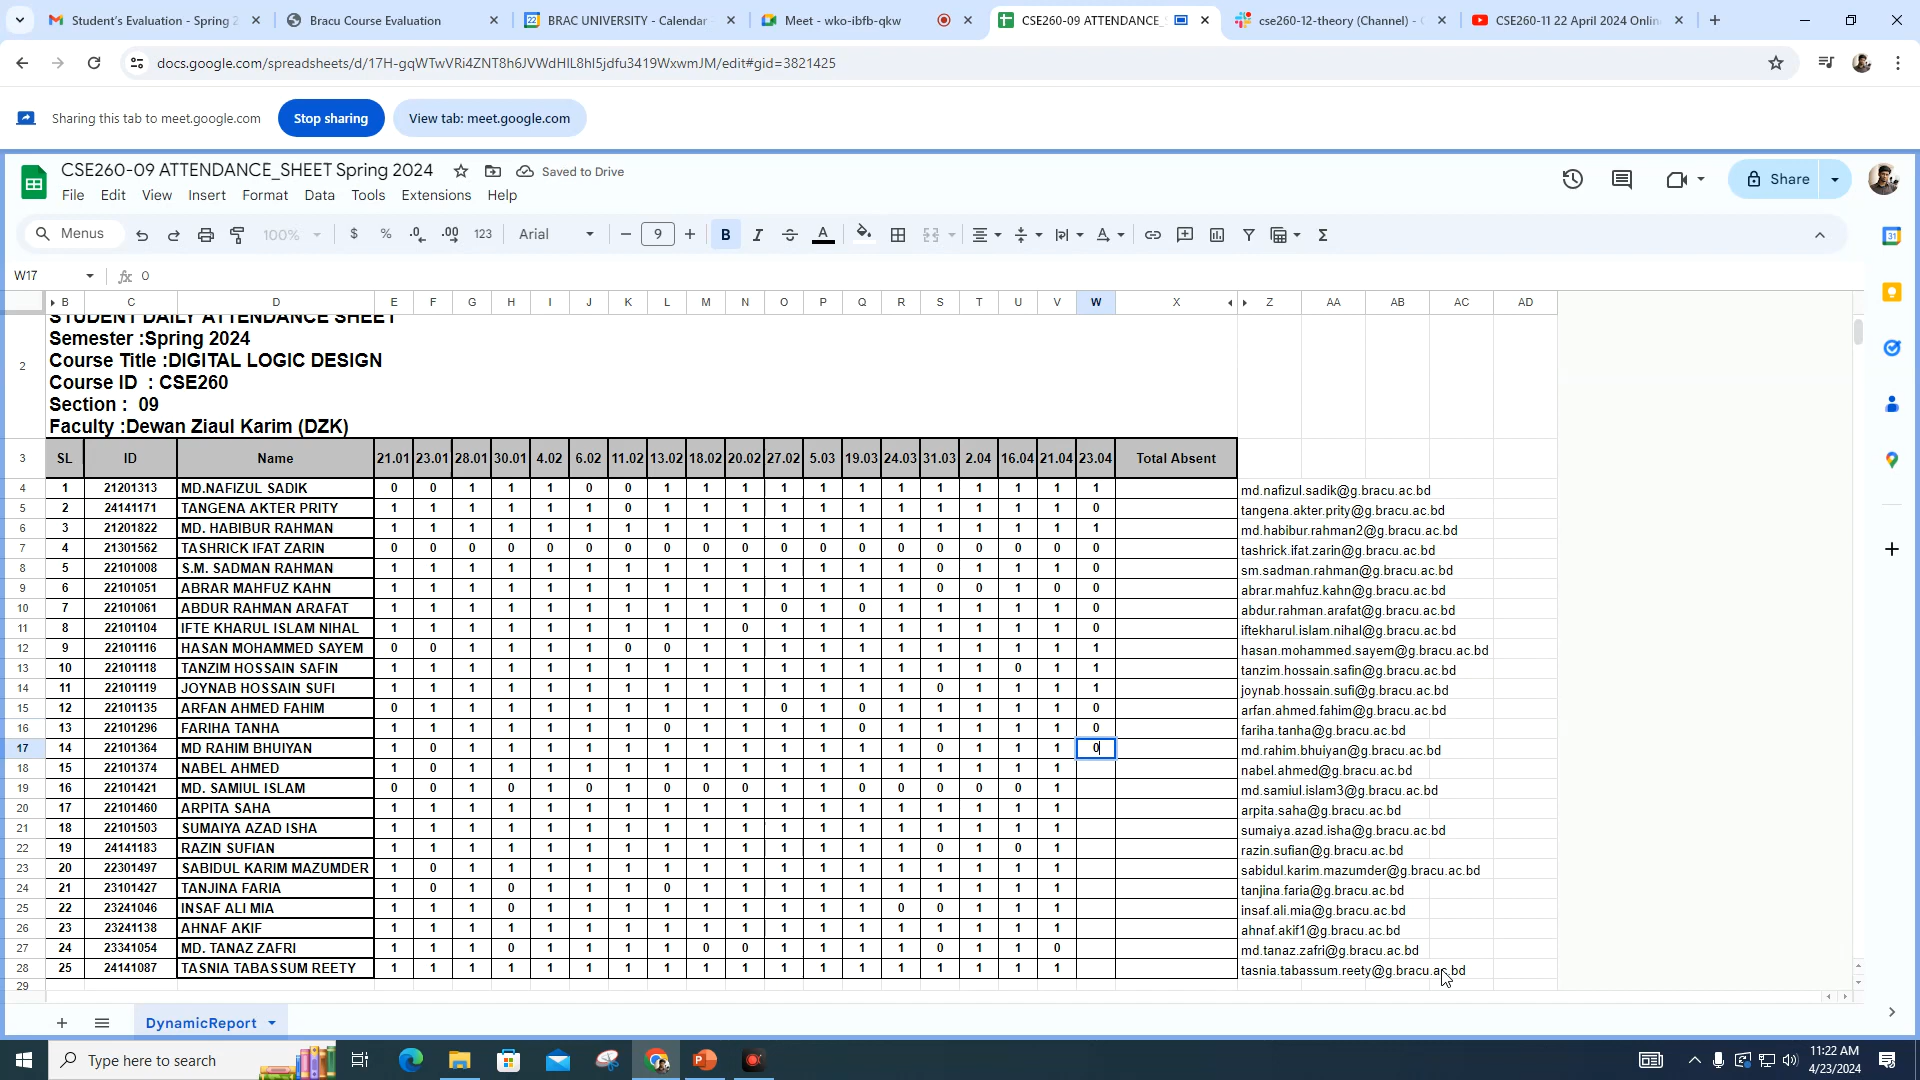 Student's Evaluation - Spring 2
Bracu Course Evaluation
BRAC UNIVERSITY - Calendar
Meet - wko-ibfb-qkw
CSE260-09 ATTENDANCE_
cse260-12-theory (Channel) -
CSE260-11 22 April 2024 Onlin
docs.google.com/spreadsheets/d/17H-gqWTwVRi4ZNT8h6JVWdHIL8hI5jdfu3419WxwmJM/edit#gid=3821425
Sharing this tab to meet.google.com Stop sharing View tab: meet.google.com
CSE260-09 ATTENDANCE_SHEET Spring 2024 Saved to Drive
File Edit View Insert Format Data Tools Extensions Help
Share
Menus 100% $ % .0 .00 123 Arial 9 B I A
W17 fx 0
B C D E F G H I J K L M N O P Q R S T U V W X Z AA AB AC AD
STUDENT DAILY ATTENDANCE SHEET
Semester :Spring 2024
Course Title :DIGITAL LOGIC DESIGN
2 Course ID : CSE260
Section : 09
Faculty :Dewan Ziaul Karim (DZK)
3 SL ID Name 21.01 23.01 28.01 30.01 4.02 6.02 11.02 13.02 18.02 20.02 27.02 5.03 19.03 24.03 31.03 2.04 16.04 21.04 23.04 Total Absent
4 1 21201313 MD.NAFIZUL SADIK 0 0 1 1 1 0 0 1 1 1 1 1 1 1 1 1 1 1 1 md.nafizul.sadik@g.bracu.ac.bd
5 2 24141171 TANGENA AKTER PRITY 1 1 1 1 1 1 0 1 1 1 1 1 1 1 1 1 1 1 0 tangena.akter.prity@g.bracu.ac.bd
6 3 21201822 MD. HABIBUR RAHMAN 1 1 1 1 1 1 1 1 1 1 1 1 1 1 1 1 1 1 1 md.habibur.rahman2@g.bracu.ac.bd
7 4 21301562 TASHRICK IFAT ZARIN 0 0 0 0 0 0 0 0 0 0 0 0 0 0 0 0 0 0 0 tashrick.ifat.zarin@g.bracu.ac.bd
8 5 22101008 S.M. SADMAN RAHMAN 1 1 1 1 1 1 1 1 1 1 1 1 1 1 0 1 1 1 0 sm.sadman.rahman@g.bracu.ac.bd
9 6 22101051 ABRAR MAHFUZ KAHN 1 1 1 1 1 1 1 1 1 1 1 1 1 1 0 0 1 0 0 abrar.mahfuz.kahn@g.bracu.ac.bd
10 7 22101061 ABDUR RAHMAN ARAFAT 1 1 1 1 1 1 1 1 1 1 0 1 0 1 1 1 1 1 0 abdur.rahman.arafat@g.bracu.ac.bd
11 8 22101104 IFTE KHARUL ISLAM NIHAL 1 1 1 1 1 1 1 1 1 0 1 1 1 1 1 1 1 1 0 iftekharul.islam.nihal@g.bracu.ac.bd
12 9 22101116 HASAN MOHAMMED SAYEM 0 0 1 1 1 1 0 0 1 1 1 1 1 1 1 1 1 1 1 hasan.mohammed.sayem@g.bracu.ac.bd
13 10 22101118 TANZIM HOSSAIN SAFIN 1 1 1 1 1 1 1 1 1 1 1 1 1 1 1 1 0 1 1 tanzim.hossain.safin@g.bracu.ac.bd
14 11 22101119 JOYNAB HOSSAIN SUFI 1 1 1 1 1 1 1 1 1 1 1 1 1 1 0 1 1 1 1 joynab.hossain.sufi@g.bracu.ac.bd
15 12 22101135 ARFAN AHMED FAHIM 0 1 1 1 1 1 1 1 1 1 0 1 0 1 1 1 1 1 0 arfan.ahmed.fahim@g.bracu.ac.bd
16 13 22101296 FARIHA TANHA 1 1 1 1 1 1 1 0 1 1 1 1 0 1 1 1 1 1 0 fariha.tanha@g.bracu.ac.bd
17 14 22101364 MD RAHIM BHUIYAN 1 0 1 1 1 1 1 1 1 1 1 1 1 1 0 1 1 1 0 md.rahim.bhuiyan@g.bracu.ac.bd
18 15 22101374 NABEL AHMED 1 0 1 1 1 1 1 1 1 1 1 1 1 1 1 1 1 1 nabel.ahmed@g.bracu.ac.bd
19 16 22101421 MD. SAMIUL ISLAM 0 0 1 0 1 0 1 0 0 0 1 1 0 0 0 0 0 1 md.samiul.islam3@g.bracu.ac.bd
20 17 22101460 ARPITA SAHA 1 1 1 1 1 1 1 1 1 1 1 1 1 1 1 1 1 1 arpita.saha@g.bracu.ac.bd
21 18 22101503 SUMAIYA AZAD ISHA 1 1 1 1 1 1 1 1 1 1 1 1 1 1 1 1 1 1 sumaiya.azad.isha@g.bracu.ac.bd
22 19 24141183 RAZIN SUFIAN 1 1 1 1 1 1 1 1 1 1 1 1 1 1 0 1 0 1 razin.sufian@g.bracu.ac.bd
23 20 22301497 SABIDUL KARIM MAZUMDER 1 0 1 1 1 1 1 1 1 1 1 1 1 1 1 1 1 1 sabidul.karim.mazumder@g.bracu.ac.bd
24 21 23101427 TANJINA FARIA 1 0 1 0 1 1 1 0 1 1 1 1 1 1 1 1 1 1 tanjina.faria@g.bracu.ac.bd
25 22 23241046 INSAF ALI MIA 1 1 1 0 1 1 1 1 1 1 1 1 1 0 0 1 1 1 insaf.ali.mia@g.bracu.ac.bd
26 23 23241138 AHNAF AKIF 1 1 1 1 1 1 1 1 1 1 1 1 1 1 1 1 1 1 ahnaf.akif1@g.bracu.ac.bd
27 24 23341054 MD. TANAZ ZAFRI 1 1 1 0 1 1 1 1 0 0 1 1 1 1 0 1 1 0 md.tanaz.zafri@g.bracu.ac.bd
28 25 24141087 TASNIA TABASSUM REETY 1 1 1 1 1 1 1 1 1 1 1 1 1 1 1 1 1 1 tasnia.tabassum.reety@g.bracu.ac.bd
29
DynamicReport
Type here to search
11:22 AM
4/23/2024